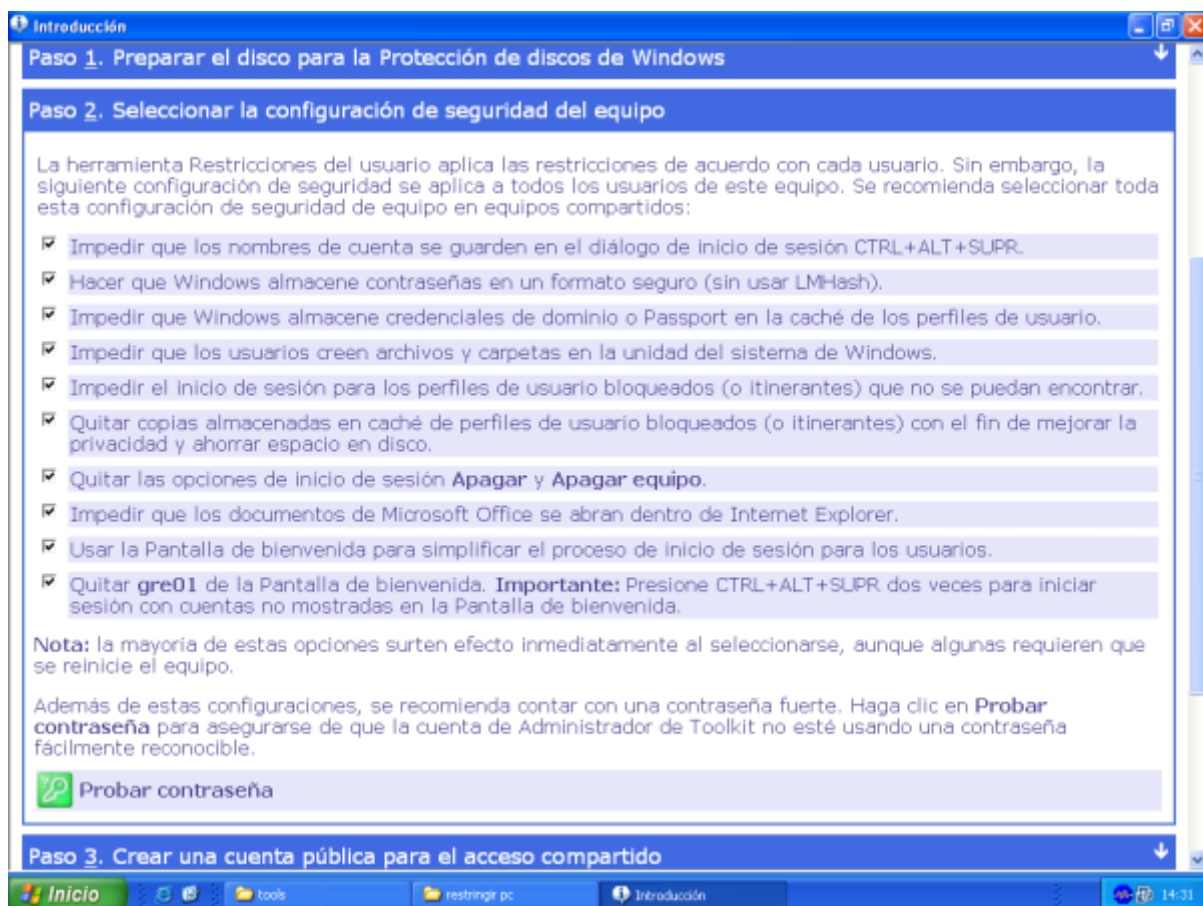 Introducción
Paso 1. Preparar el disco para la Protección de discos de Windows
Paso 2. Seleccionar la configuración de seguridad del equipo
La herramienta Restricciones del usuario aplica las restricciones de acuerdo con cada usuario. Sin embargo, la
siguiente configuración de seguridad se aplica a todos los usuarios de este equipo. Se recomienda seleccionar toda
esta configuración de seguridad de equipo en equipos compartidos:
Impedir que los nombres de cuenta se guarden en el diálogo de inicio de sesión CTRL+ALT+SUPR.
Hacer que Windows almacene contraseñas en un formato seguro (sin usar LMHash).
Impedir que Windows almacene credenciales de dominio o Passport en la caché de los perfiles de usuario.
Impedir que los usuarios creen archivos y carpetas en la unidad del sistema de Windows.
Impedir el inicio de sesión para los perfiles de usuario bloqueados (o itinerantes) que no se puedan encontrar.
Quitar copias almacenadas en caché de perfiles de usuario bloqueados (o itinerantes) con el fin de mejorar la
privacidad y ahorrar espacio en disco.
Quitar las opciones de inicio de sesión Apagar y Apagar equipo.
Impedir que los documentos de Microsoft Office se abran dentro de Internet Explorer.
Usar la Pantalla de bienvenida para simplificar el proceso de inicio de sesión para los usuarios.
Quitar gre01 de la Pantalla de bienvenida. Importante: Presione CTRL+ALT+SUPR dos veces para iniciar
sesión con cuentas no mostradas en la Pantalla de bienvenida.
Nota: la mayoría de estas opciones surten efecto inmediatamente al seleccionarse, aunque algunas requieren que
se reinicie el equipo.
Además de estas configuraciones, se recomienda contar con una contraseña fuerte. Haga clic en Probar
contraseña para asegurarse de que la cuenta de Administrador de Toolkit no esté usando una contraseña
fácilmente reconocible.
Probar contraseña
Paso 3. Crear una cuenta pública para el acceso compartido
Inicio tools restringir pc Introducción 14:31